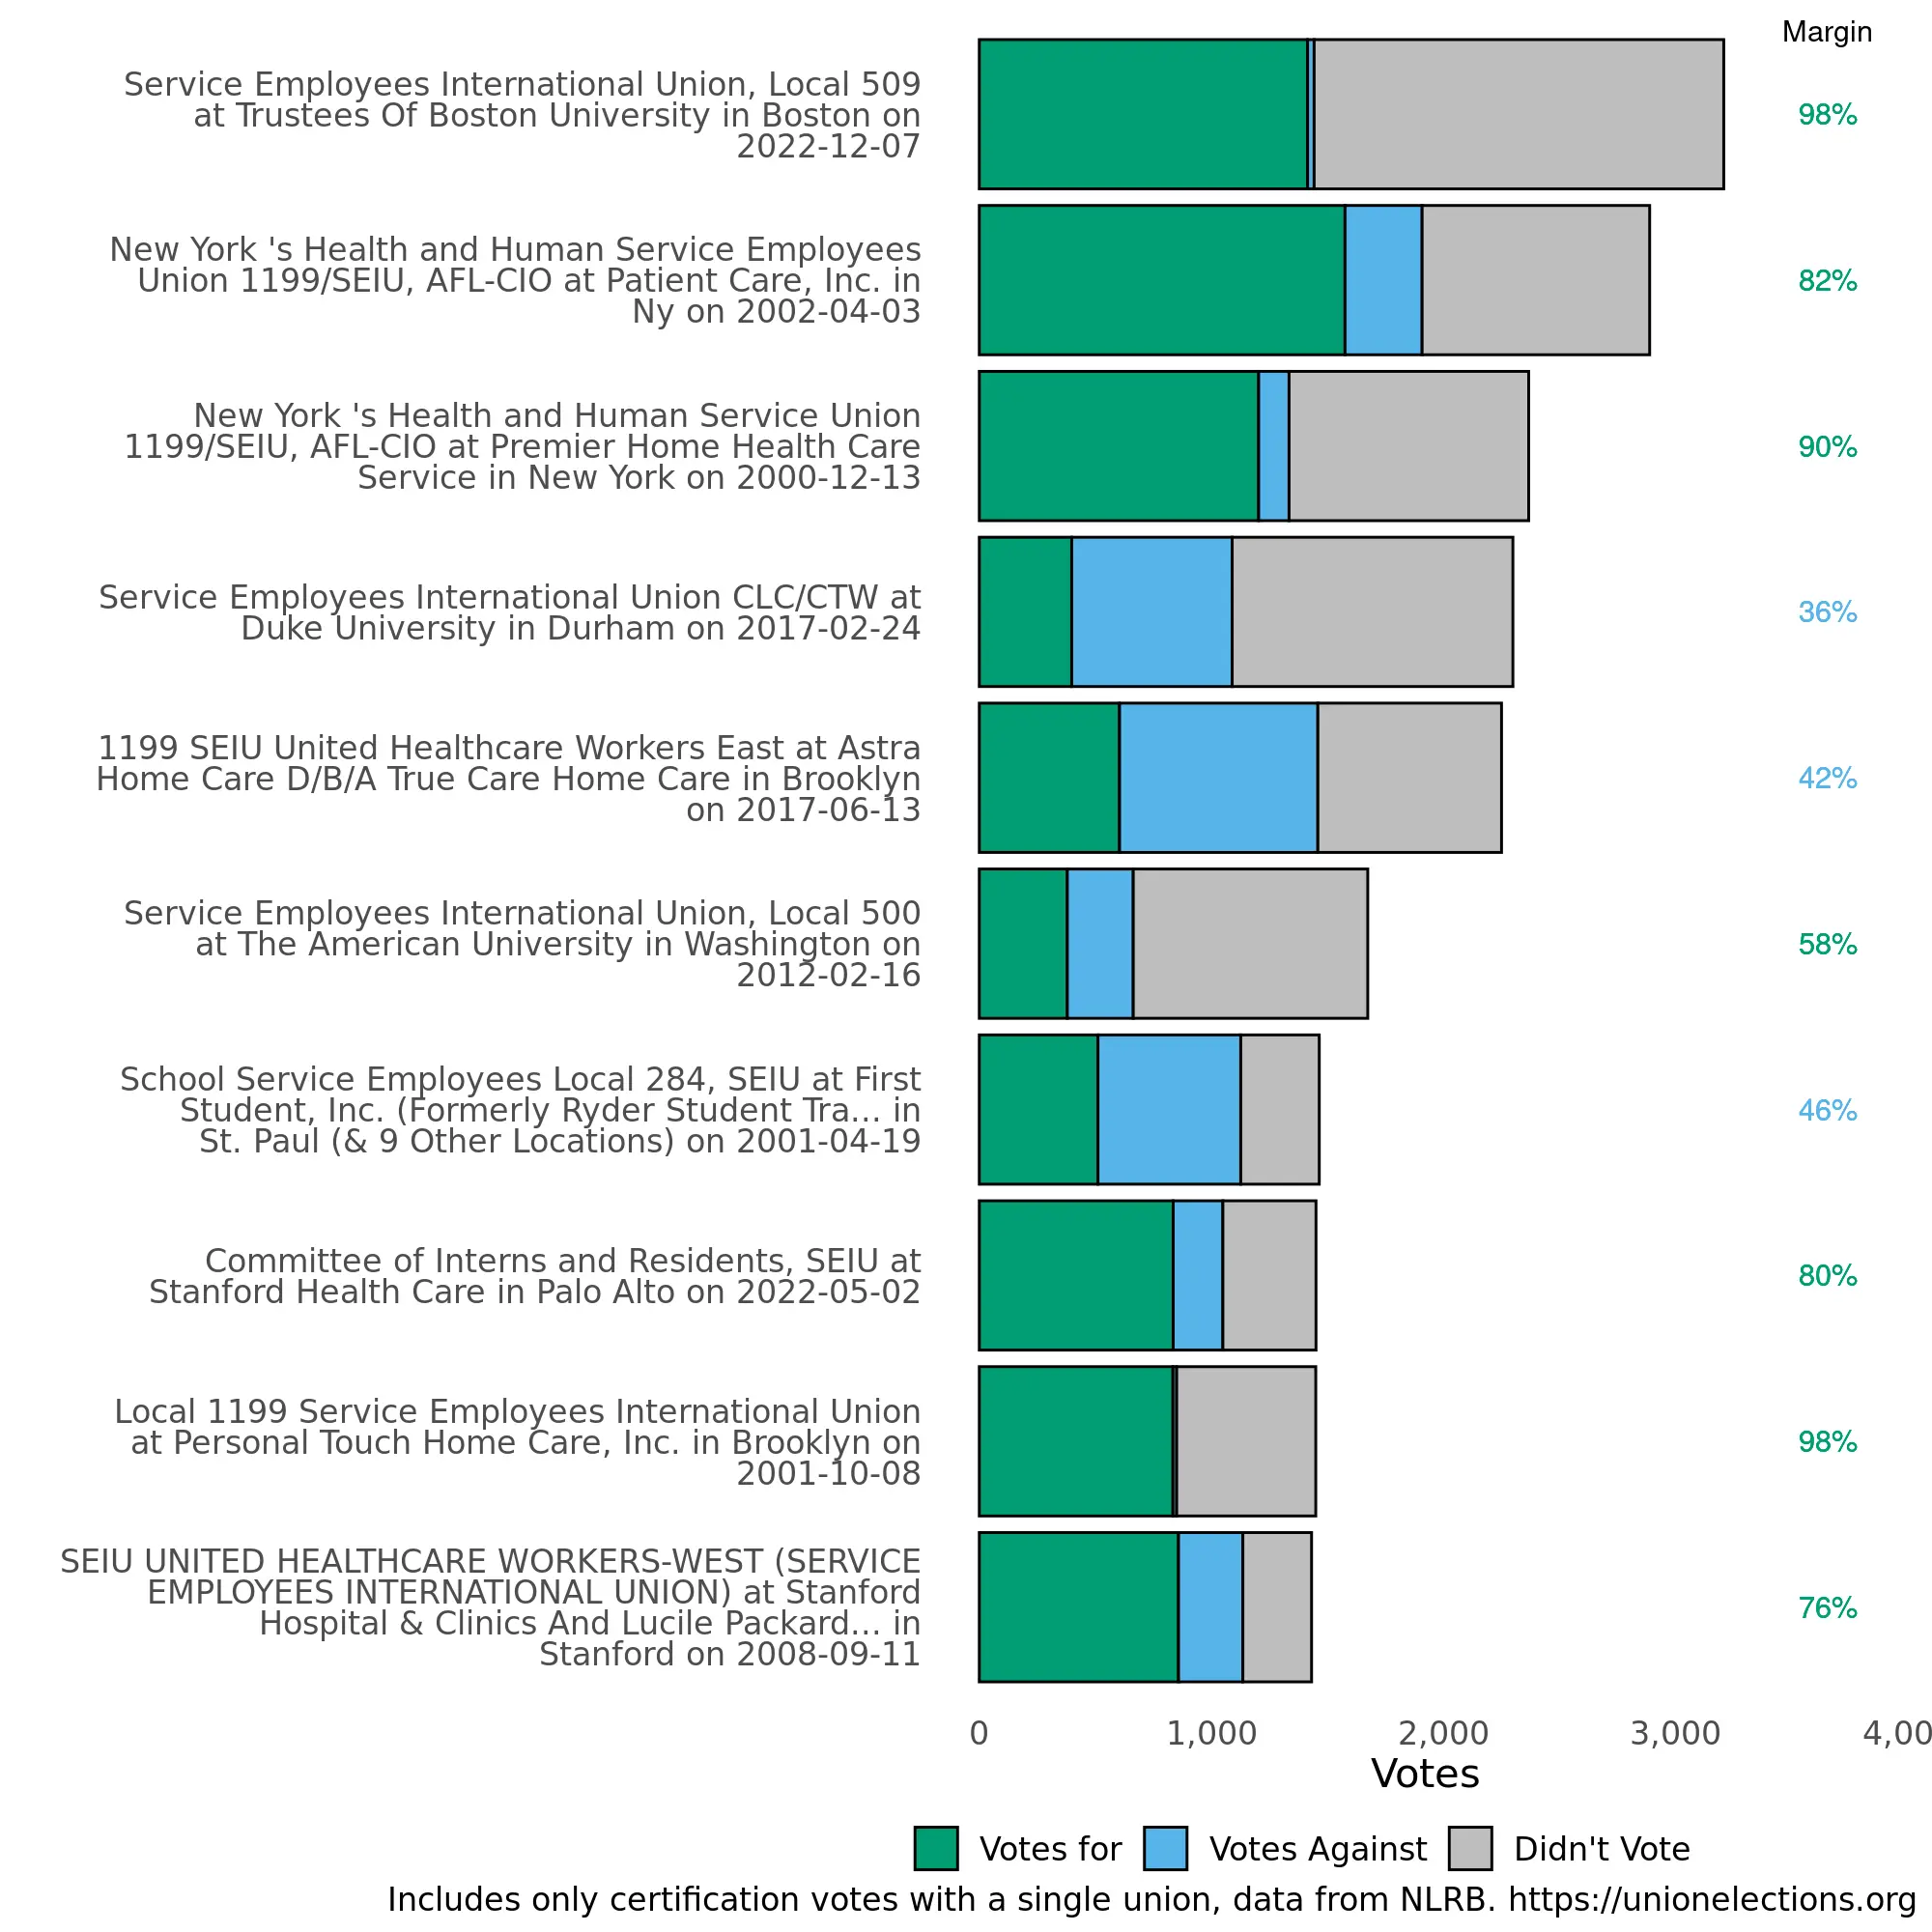 Margin
Service Employees International Union, Local 509
at Trustees Of Boston University in Boston on
2022-12-07
98%
New York 's Health and Human Service Employees
Union 1199/SEIU, AFL-CIO at Patient Care, Inc. in
Ny on 2002-04-03
82%
New York 's Health and Human Service Union
1199/SEIU, AFL-CIO at Premier Home Health Care
Service in New York on 2000-12-13
90%
Service Employees International Union CLC/CTW at
Duke University in Durham on 2017-02-24
36%
1199 SEIU United Healthcare Workers East at Astra
Home Care D/B/A True Care Home Care in Brooklyn
on 2017-06-13
42%
Service Employees International Union, Local 500
at The American University in Washington on
2012-02-16
58%
School Service Employees Local 284, SEIU at First
Student, Inc. (Formerly Ryder Student Tra... in
St. Paul (& 9 Other Locations) on 2001-04-19
46%
Committee of Interns and Residents, SEIU at
Stanford Health Care in Palo Alto on 2022-05-02
80%
Local 1199 Service Employees International Union
at Personal Touch Home Care, Inc. in Brooklyn on
2001-10-08
98%
SEIU UNITED HEALTHCARE WORKERS-WEST (SERVICE
EMPLOYEES INTERNATIONAL UNION) at Stanford
Hospital & Clinics And Lucile Packard... in
Stanford on 2008-09-11
76%
0 1,000 2,000 3,000 4,00
Votes
Votes for Votes Against Didn't Vote
Includes only certification votes with a single union, data from NLRB. https://unionelections.org